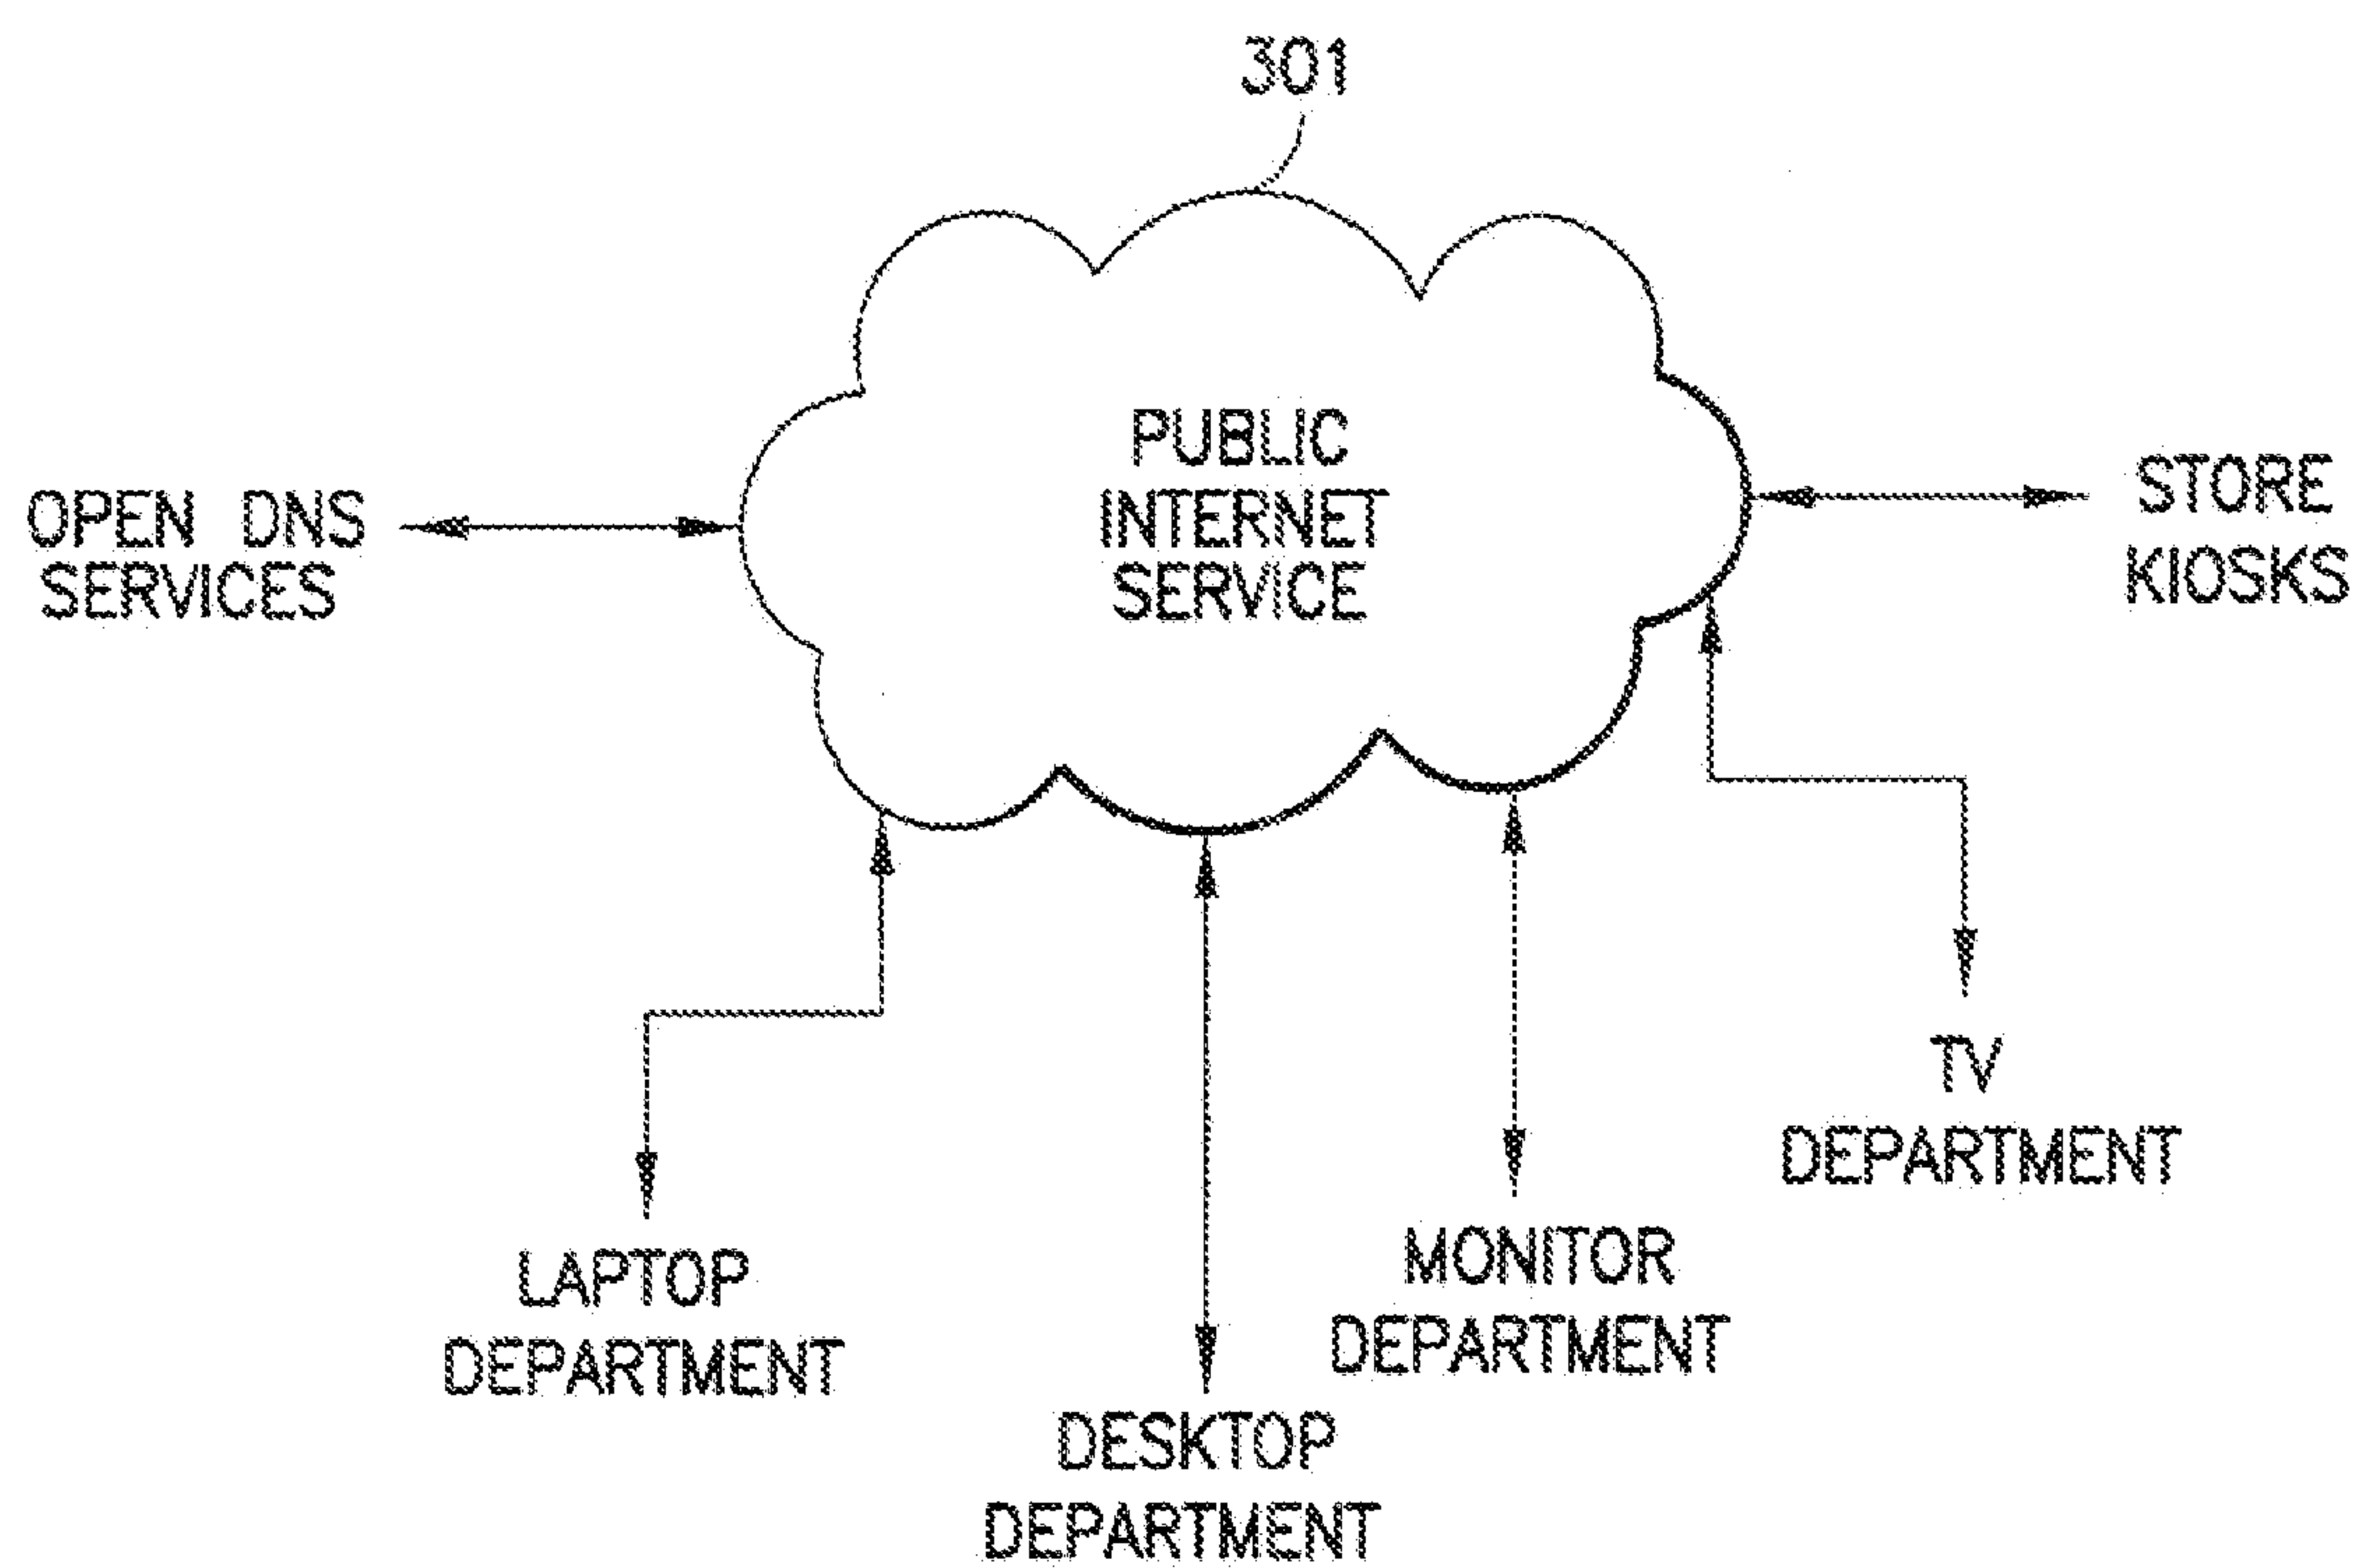 301
PUBLIC
INTERNET
SERVICE
OPEN DNS
SERVICES
STORE
KIOSKS
TV
DEPARTMENT
MONITOR
DEPARTMENT
LAPTOP
DEPARTMENT
DESKTOP
DEPARTMENT